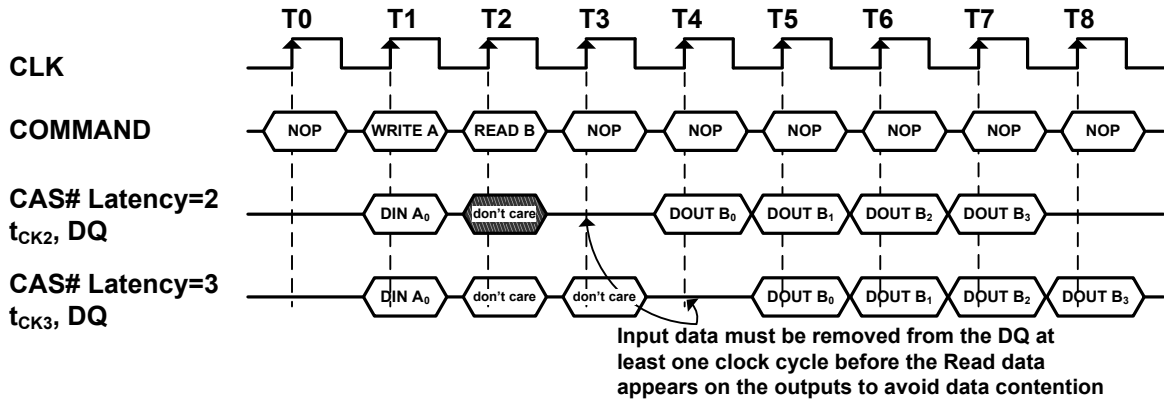 T0 T1 T2 T3 T4 T5 T6 T7 T8
CLK
COMMAND NOP WRITE A READ B NOP NOP NOP NOP NOP NOP
CAS# Latency=2
DIN A0 don't care DOUT B0 DOUT B1 DOUT B2 DOUT B3
tCK2, DQ
CAS# Latency=3
DIN A0 don't care don't care DOUT B0 DOUT B1 DOUT B2 DOUT B3
tCK3, DQ
Input data must be removed from the DQ at
least one clock cycle before the Read data
appears on the outputs to avoid data contention